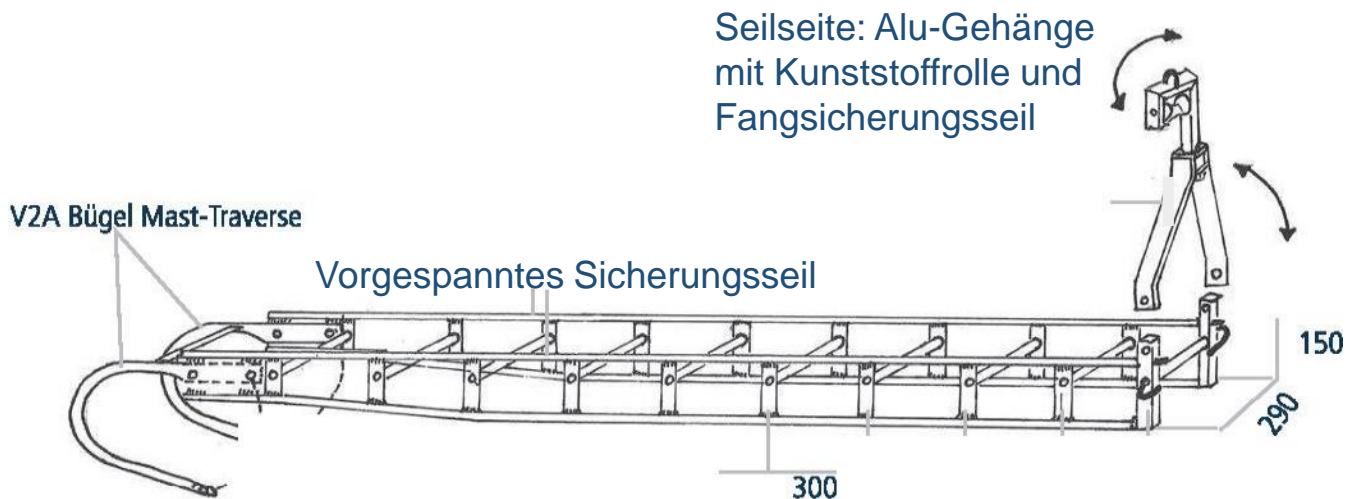 Seilseite: Alu-Gehänge
mit Kunststoffrolle und
Fangsicherungsseil
V2A Bügel Mast-Traverse
Vorgespanntes Sicherungsseil
150
290
300